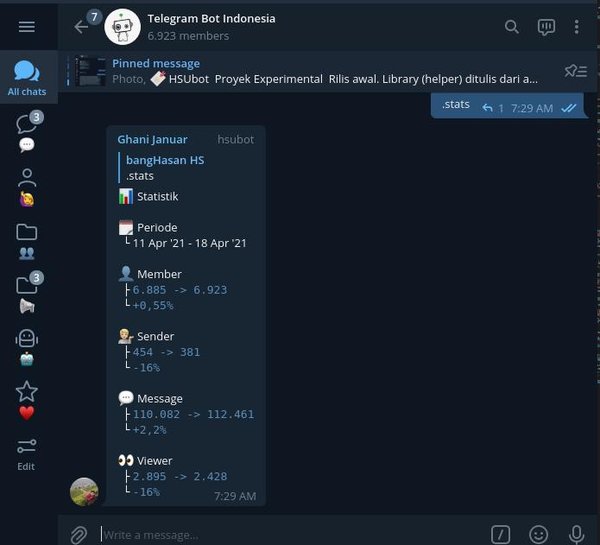 7
Telegram Bot Indonesia
6.923 members
Pinned message
Photo, HSUbot Proyek Experimental Rilis awal. Library (helper) ditulis dari a...
All chats
3
3
Edit
.stats 1 7:29 AM
Ghani Januar hsubot
bangHasan HS
.stats
Statistik
Periode
11 Apr '21 - 18 Apr '21
Member
6.885 -> 6.923
+0,55%
Sender
454 -> 381
-16%
Message
110.082 -> 112.461
+2,2%
Viewer
2.895 -> 2.428
-16%
7:29 AM
Write a message...